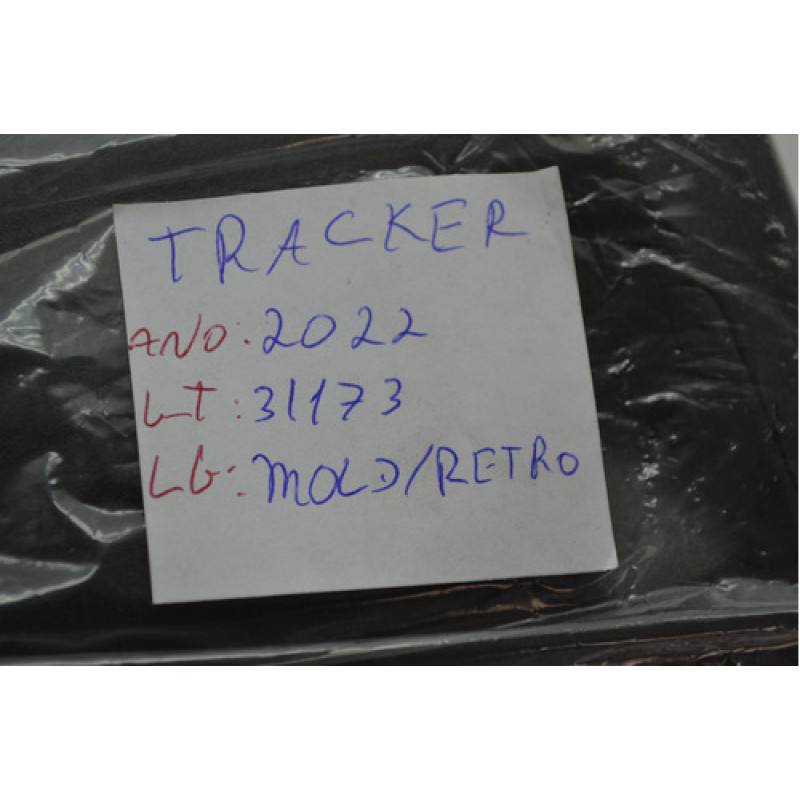 TRACKER
ANO: 2022
LT: 31173
LG: MOLD/RETRO